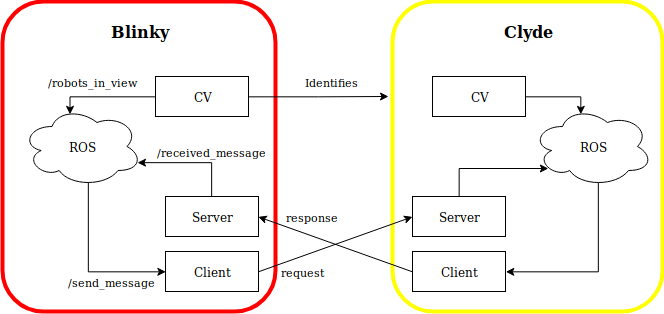 Blinky
Clyde
/robots_in_view
CV
Identifies
CV
ROS
ROS
/received_message
Server
response
Server
Client
request
Client
/send_message